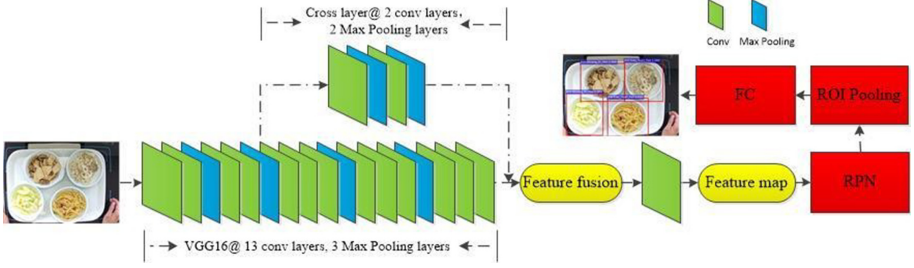 Cross layer@ 2 conv layers,
2 Max Pooling layers
Conv
Max Pooling
FC
ROI Pooling
Feature fusion
Feature map
RPN
VGG16@ 13 conv layers, 3 Max Pooling layers